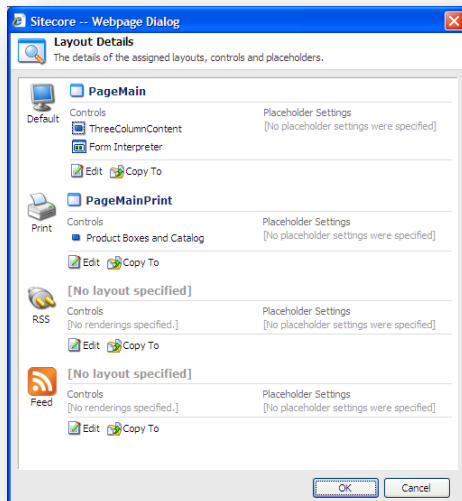 Sitecore -- Webpage Dialog
Layout Details
The details of the assigned layouts, controls and placeholders.
Default
PageMain
Controls
Placeholder Settings
ThreeColumnContent
[No placeholder settings were specified]
Form Interpreter
Edit Copy To
Print
PageMainPrint
Controls
Placeholder Settings
Product Boxes and Catalog
[No placeholder settings were specified]
Edit Copy To
RSS
[No layout specified]
Controls
Placeholder Settings
[No renderings specified.]
[No placeholder settings were specified]
Edit Copy To
Feed
[No layout specified]
Controls
Placeholder Settings
[No renderings specified.]
[No placeholder settings were specified]
Edit Copy To
OK Cancel